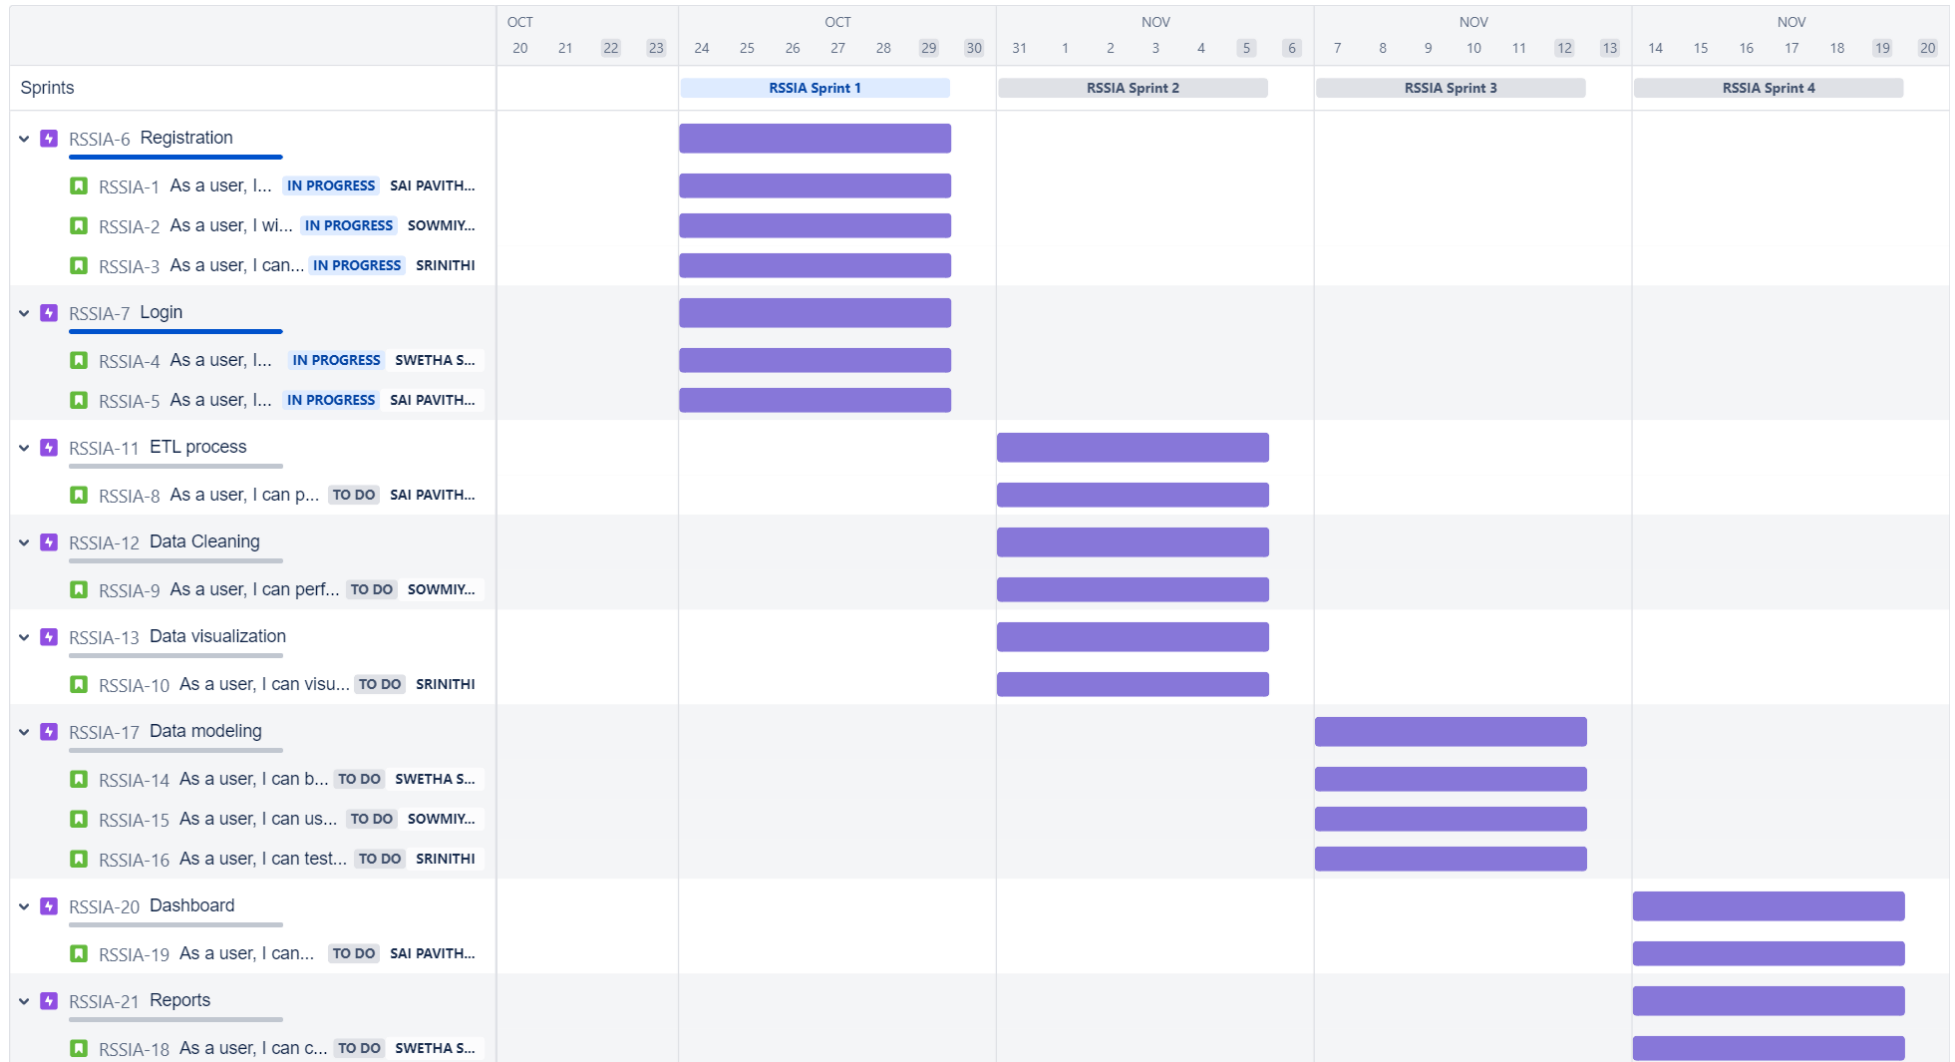 OCT OCT NOV NOV NOV
20 21 22 23 24 25 26 27 28 29 30 31 1 2 3 4 5 6 7 8 9 10 11 12 13 14 15 16 17 18 19 20
Sprints RSSIA Sprint 1 RSSIA Sprint 2 RSSIA Sprint 3 RSSIA Sprint 4
RSSIA-6 Registration
RSSIA-1 As a user, I... IN PROGRESS SAI PAVITH...
RSSIA-2 As a user, I wi... IN PROGRESS SOWMIY...
RSSIA-3 As a user, I can... IN PROGRESS SRINITHI
RSSIA-7 Login
RSSIA-4 As a user, I... IN PROGRESS SWETHA S...
RSSIA-5 As a user, I... IN PROGRESS SAI PAVITH...
RSSIA-11 ETL process
RSSIA-8 As a user, I can p... TO DO SAI PAVITH...
RSSIA-12 Data Cleaning
RSSIA-9 As a user, I can perf... TO DO SOWMIY...
RSSIA-13 Data visualization
RSSIA-10 As a user, I can visu... TO DO SRINITHI
RSSIA-17 Data modeling
RSSIA-14 As a user, I can b... TO DO SWETHA S...
RSSIA-15 As a user, I can us... TO DO SOWMIY...
RSSIA-16 As a user, I can test... TO DO SRINITHI
RSSIA-20 Dashboard
RSSIA-19 As a user, I can... TO DO SAI PAVITH...
RSSIA-21 Reports
RSSIA-18 As a user, I can c... TO DO SWETHA S...